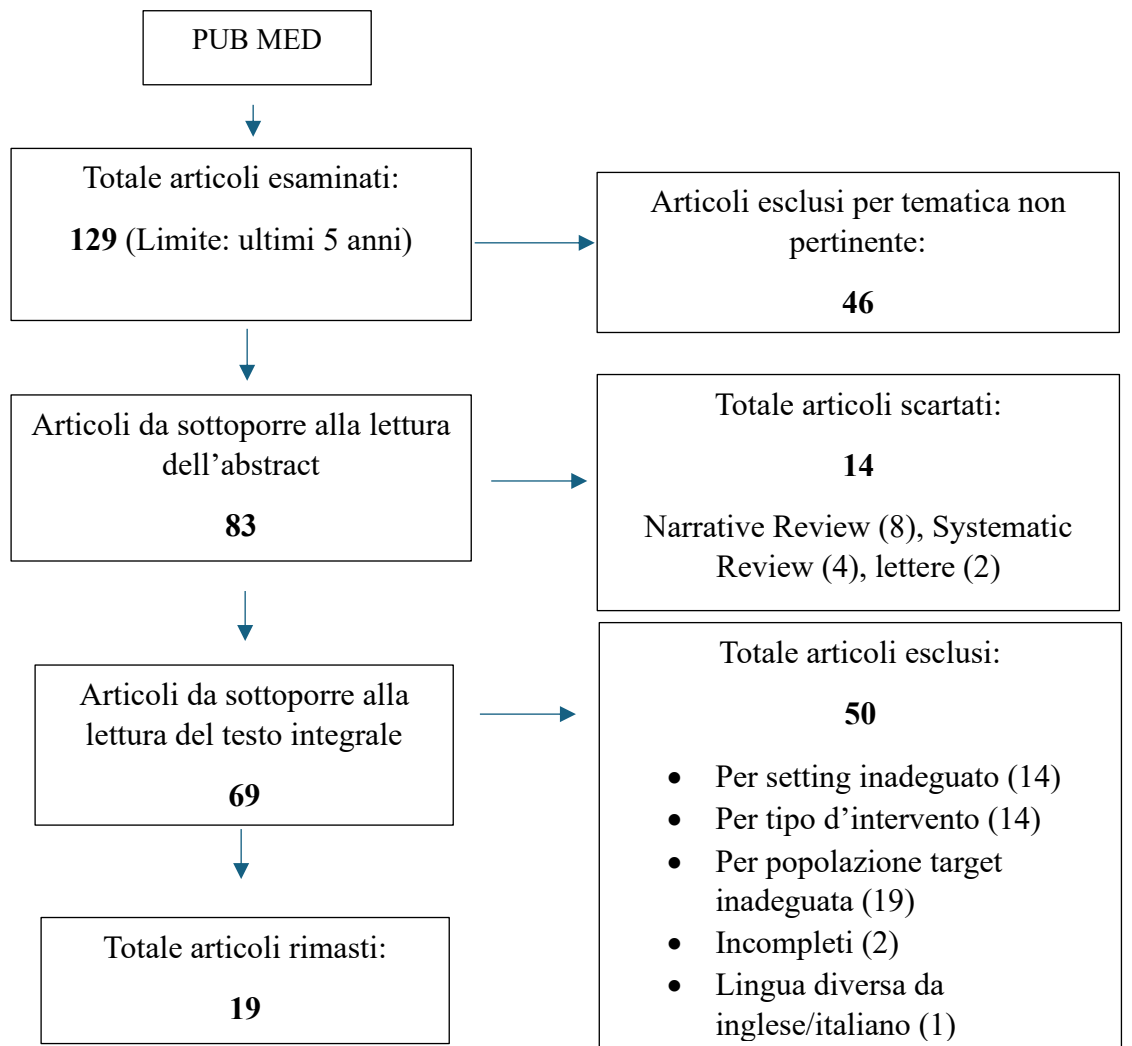 PUB MED
Totale articoli esaminati:
129 (Limite: ultimi 5 anni)
Articoli esclusi per tematica non
pertinente:
46
Articoli da sottoporre alla lettura
dell’abstract
83
Totale articoli scartati:
14
Narrative Review (8), Systematic
Review (4), lettere (2)
Articoli da sottoporre alla
lettura del testo integrale
69
Totale articoli esclusi:
50
• Per setting inadeguato (14)
• Per tipo d’intervento (14)
• Per popolazione target
inadeguata (19)
• Incompleti (2)
• Lingua diversa da
inglese/italiano (1)
Totale articoli rimasti:
19